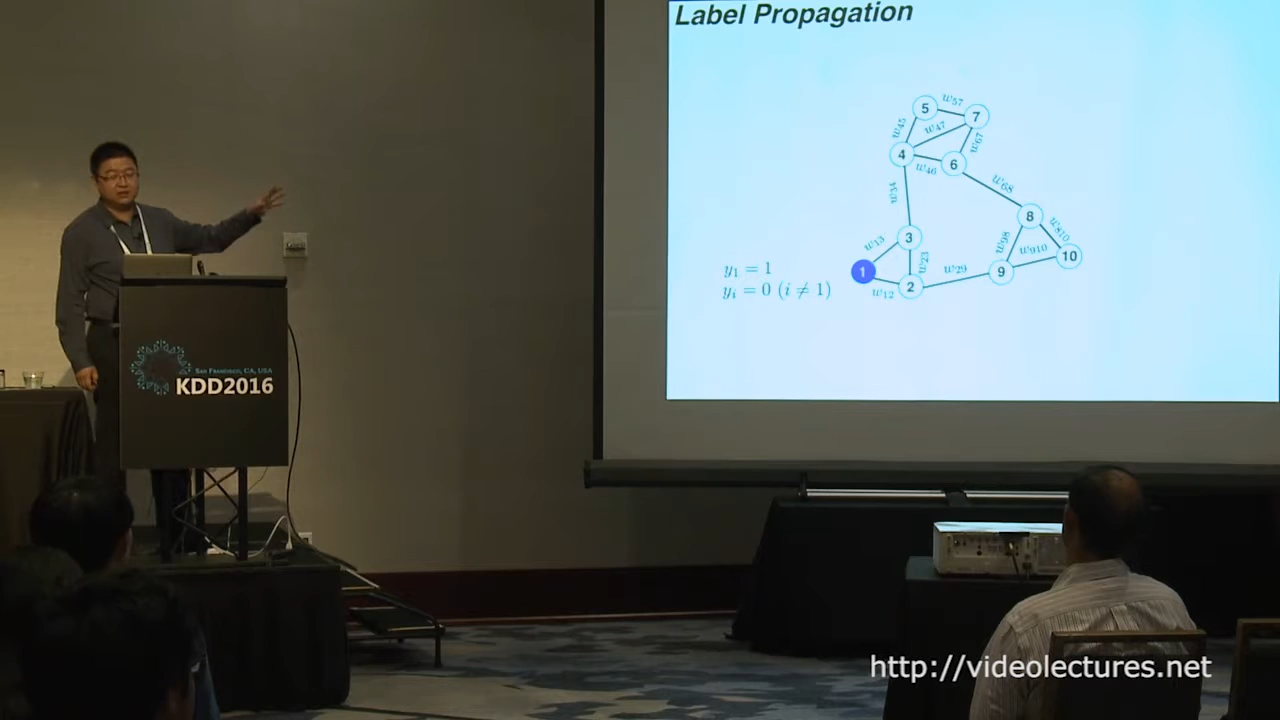 Label Propagation
5
w57
7
w45
w47
w67
4
w46
6
w34
w68
8
w13
3
w98
w810
w910
10
y1 = 1
1
w23
w29
9
yi = 0 (i ≠ 1)
w12
2
SAN FRANCISCO, CA, USA
KDD2016
http://videolectures.net